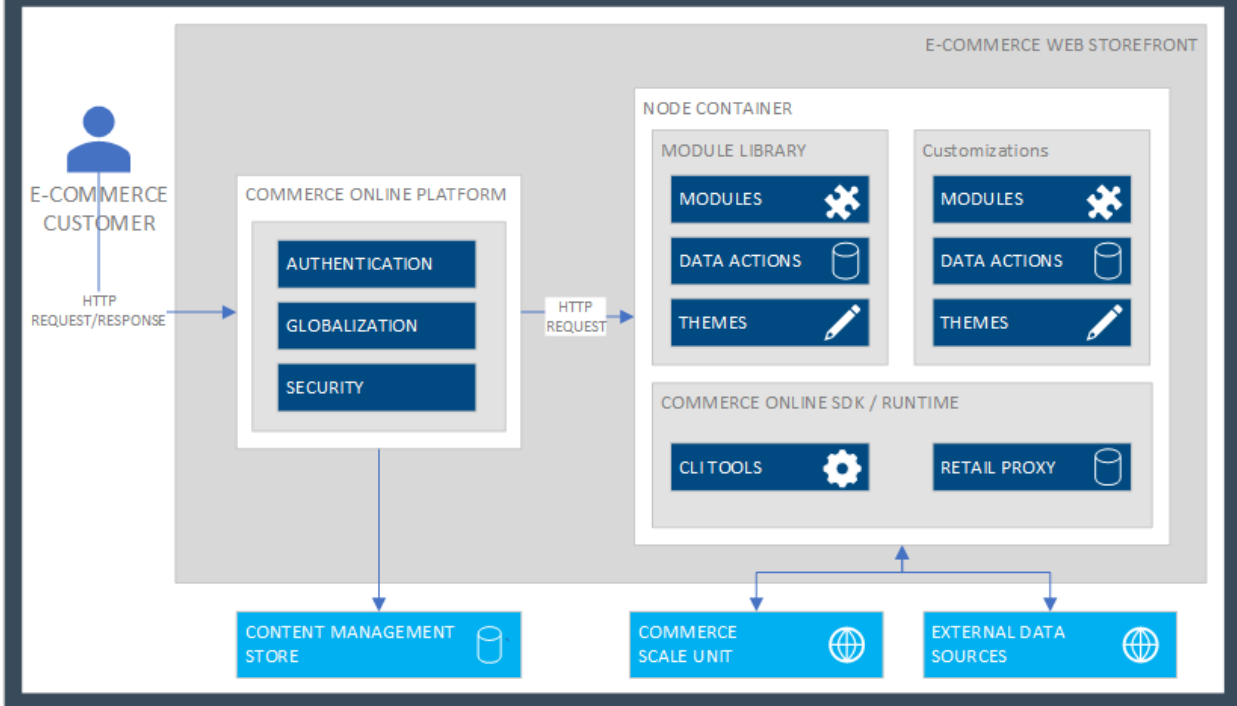 E-COMMERCE WEB STOREFRONT
E-COMMERCE
CUSTOMER
HTTP
REQUEST/RESPONSE
COMMERCE ONLINE PLATFORM
AUTHENTICATION
GLOBALIZATION
SECURITY
HTTP
REQUEST
NODE CONTAINER
MODULE LIBRARY
MODULES
DATA ACTIONS
THEMES
Customizations
MODULES
DATA ACTIONS
THEMES
COMMERCE ONLINE SDK / RUNTIME
CLI TOOLS
RETAIL PROXY
CONTENT MANAGEMENT
STORE
COMMERCE
SCALE UNIT
EXTERNAL DATA
SOURCES